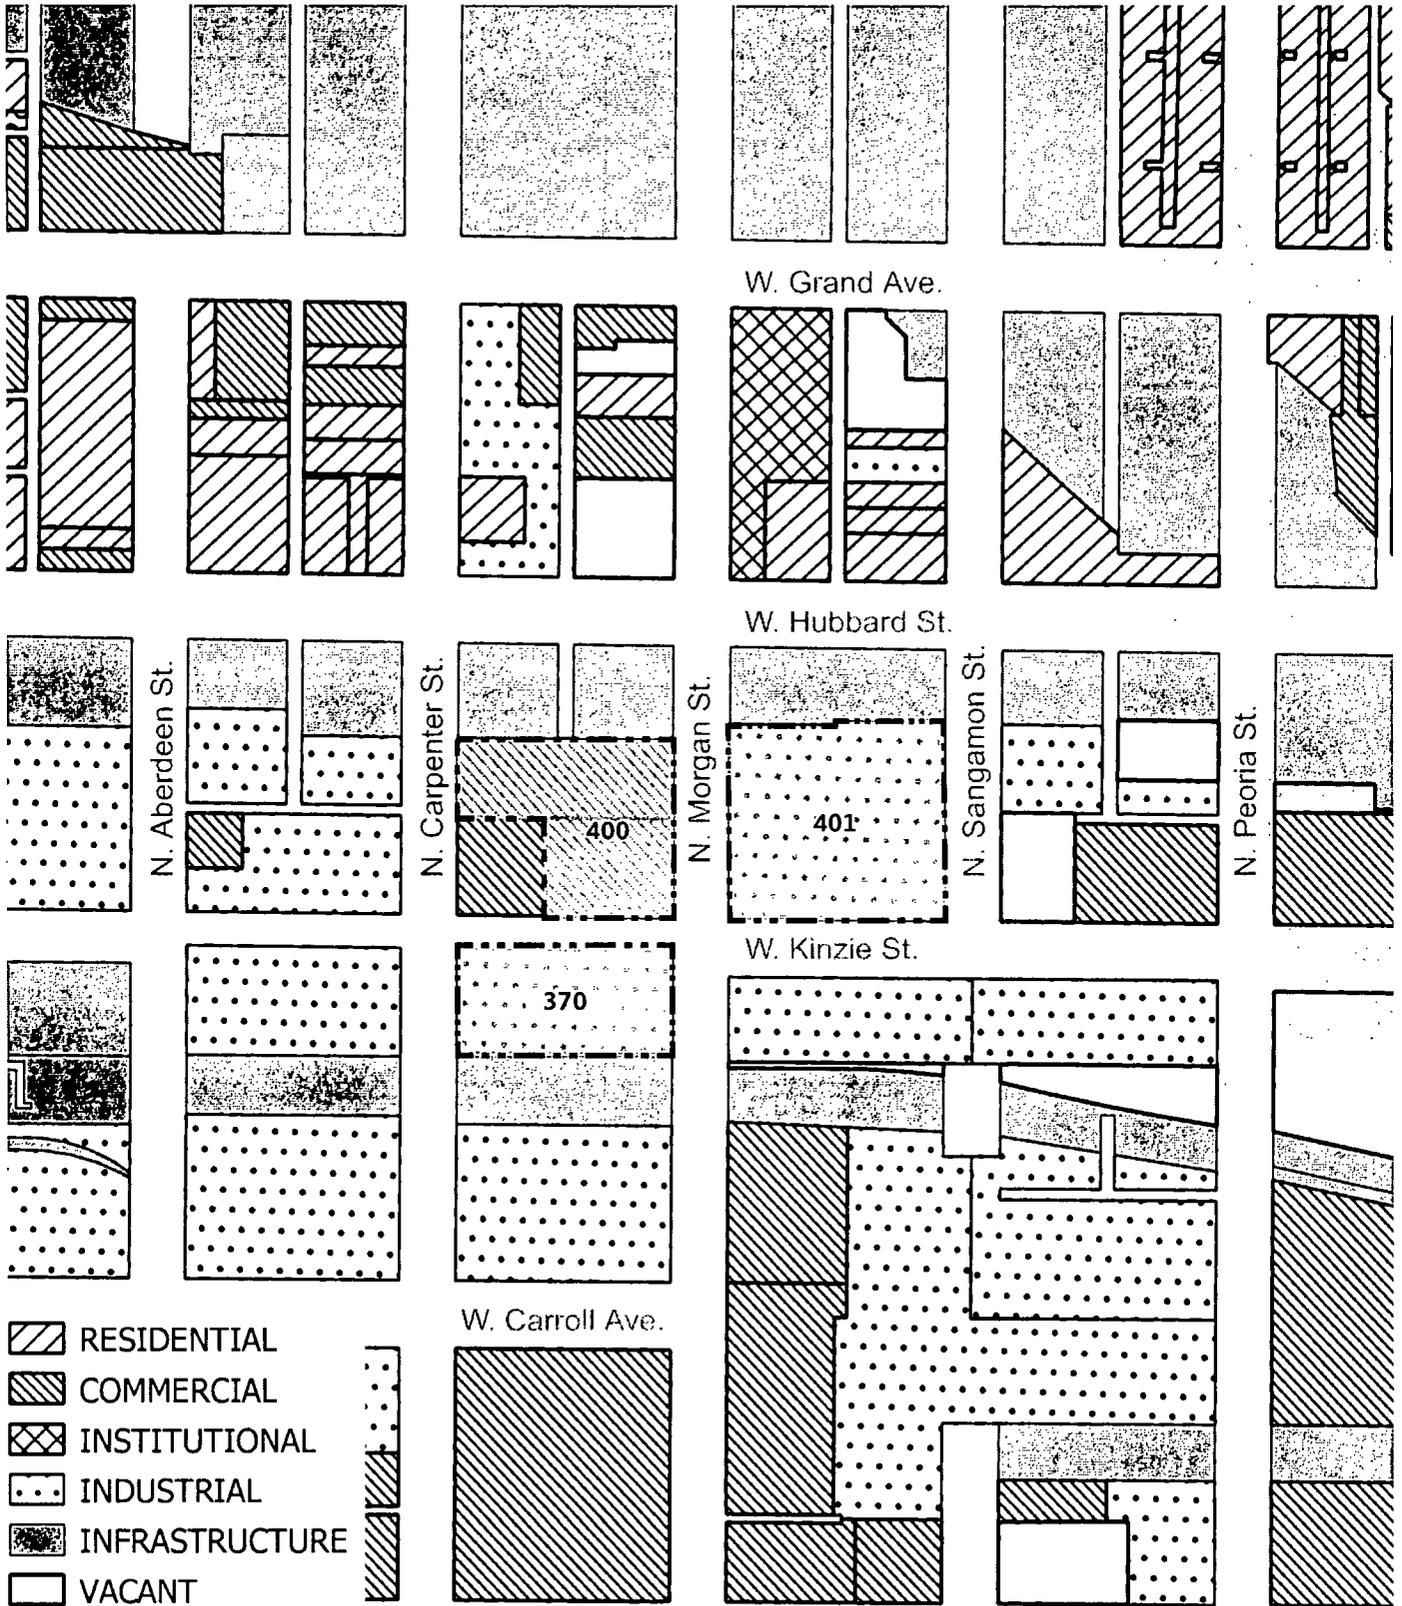 W. Grand Ave.
W. Hubbard St.
N. Aberdeen St.
N. Carpenter St.
N. Morgan St.
N. Sangamon St.
N. Peoria St.
400
401
W. Kinzie St.
370
W. Carroll Ave.
RESIDENTIAL
COMMERCIAL
INSTITUTIONAL
INDUSTRIAL
INFRASTRUCTURE
VACANT